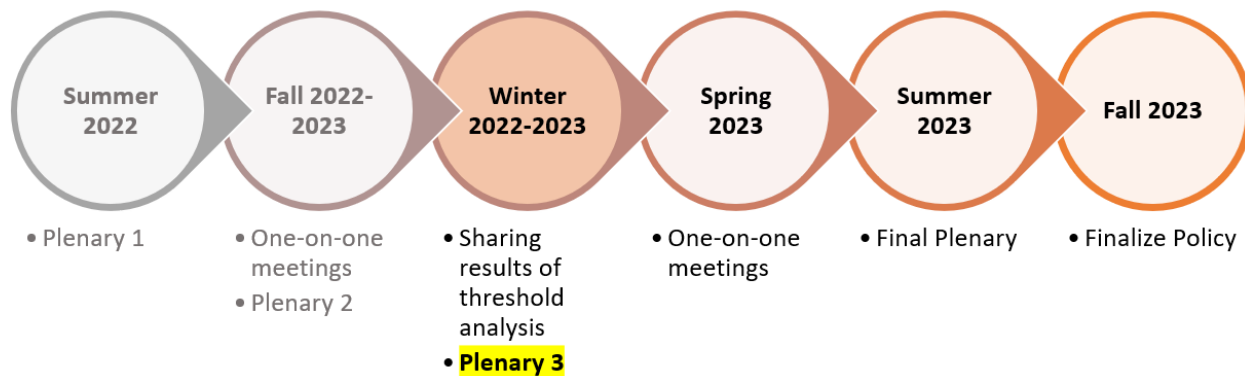 Summer
2022
Fall 2022-
2023
Winter
2022-2023
Spring
2023
Summer
2023
Fall 2023
• Plenary 1
• One-on-one
meetings
• Plenary 2
• Sharing
results of
threshold
analysis
• Plenary 3
• One-on-one
meetings
• Final Plenary
• Finalize Policy